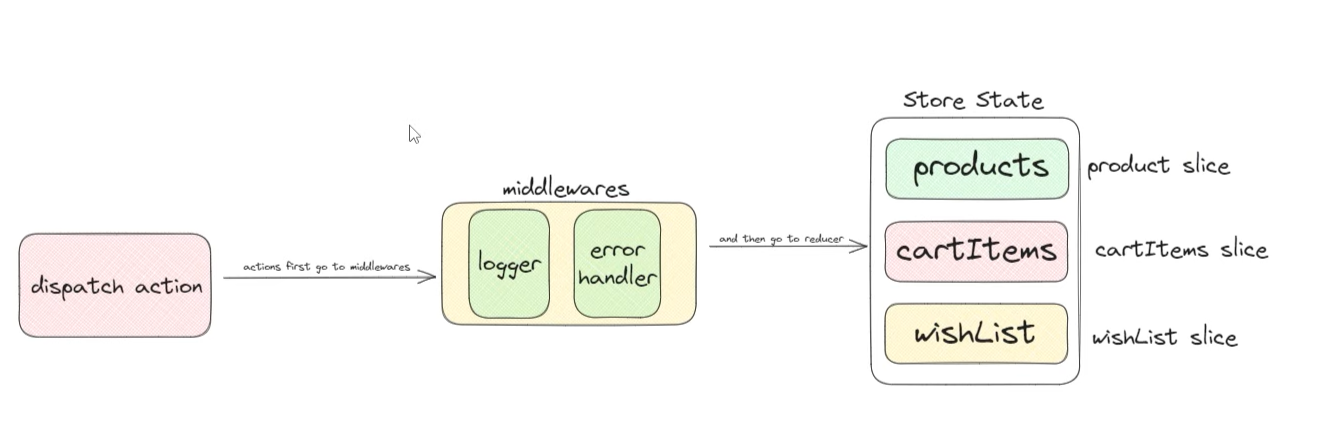 dispatch action
actions first go to middlewares
middlewares
logger
error
handler
and then go to reducer
Store State
products
product slice
cartItems
cartItems slice
wishList
wishList slice